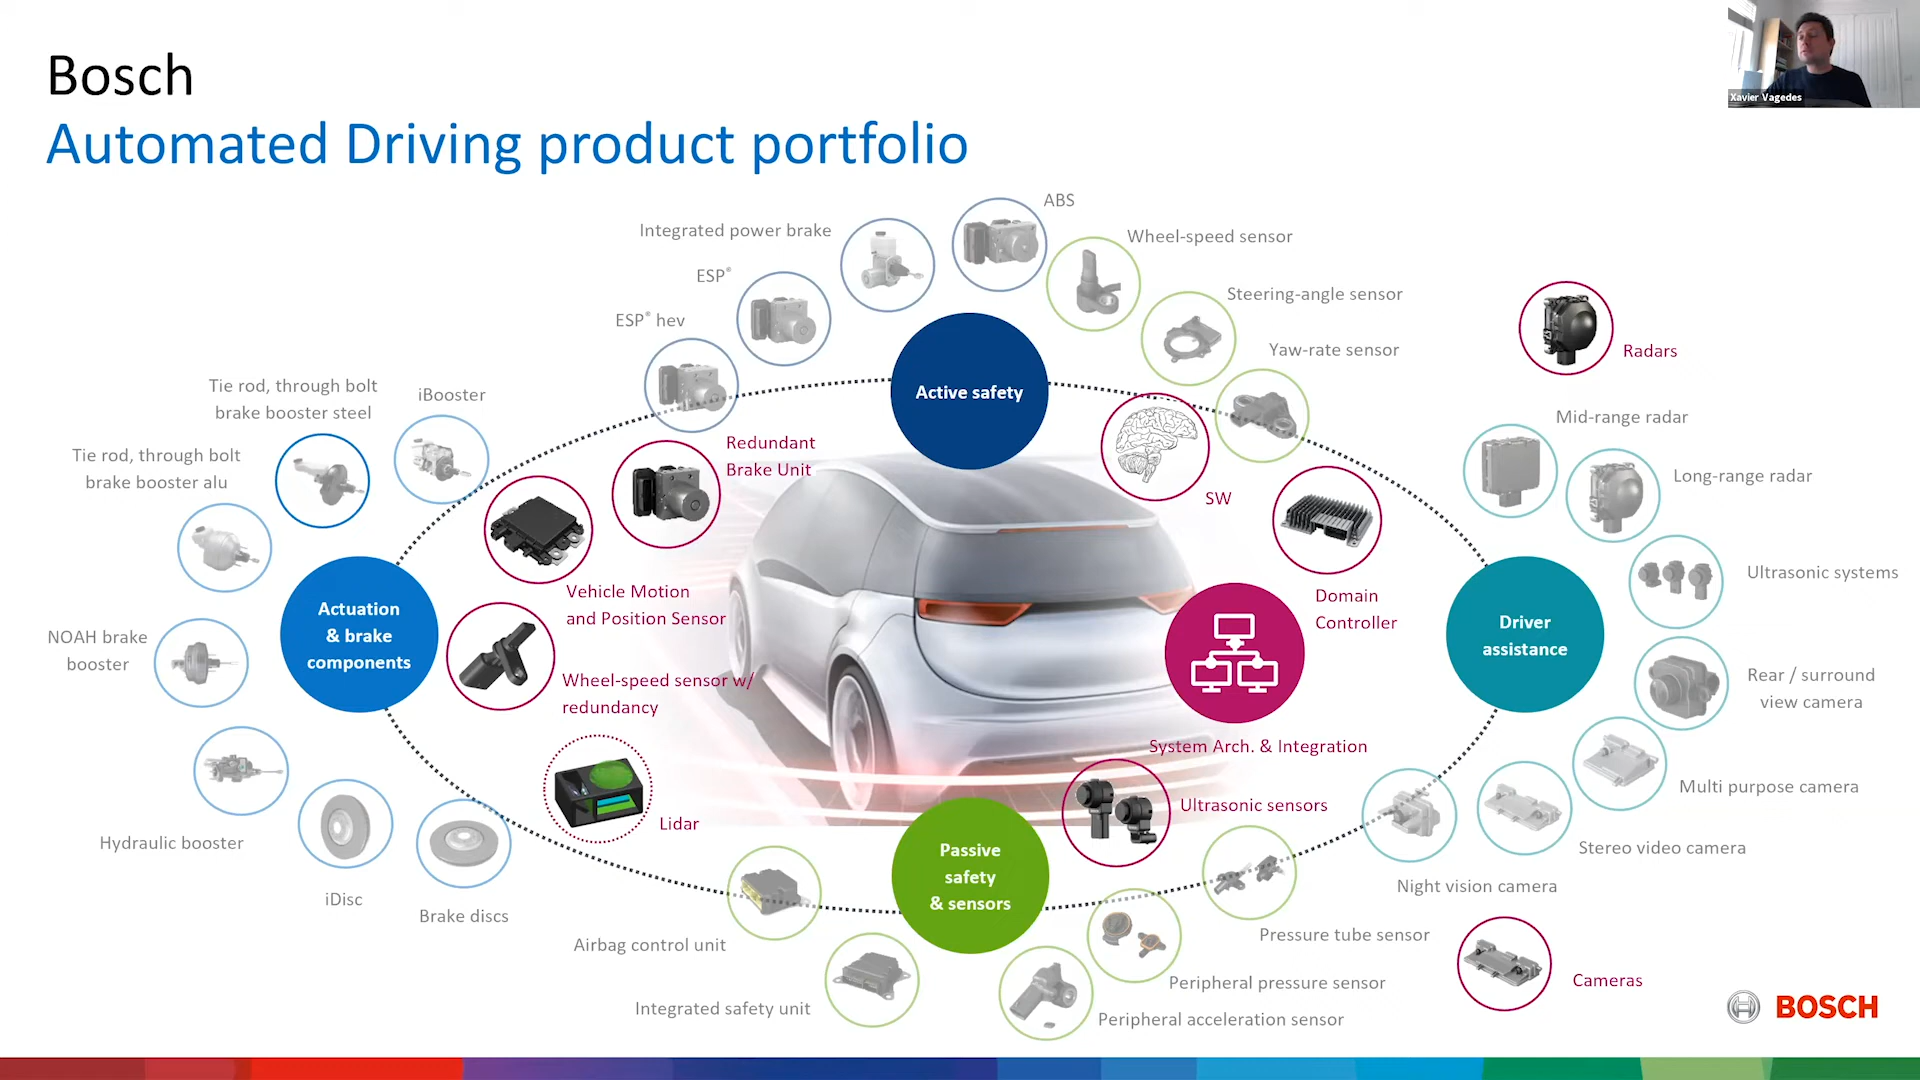 Bosch
Automated Driving product portfolio
Xavier Vagedes
ABS
Integrated power brake
Wheel-speed sensor
ESP®
Steering-angle sensor
ESP® hev
Yaw-rate sensor
Radars
Tie rod, through bolt
brake booster steel
iBooster
Active safety
Mid-range radar
Redundant
Brake Unit
Tie rod, through bolt
brake booster alu
SW
Long-range radar
Vehicle Motion
and Position Sensor
Domain
Controller
Ultrasonic systems
Actuation
& brake
components
Driver
assistance
NOAH brake
booster
Wheel-speed sensor w/
redundancy
Rear / surround
view camera
System Arch. & Integration
Multi purpose camera
Ultrasonic sensors
Lidar
Hydraulic booster
Stereo video camera
Passive
safety
& sensors
iDisc
Brake discs
Night vision camera
Airbag control unit
Pressure tube sensor
Peripheral pressure sensor
Cameras
Integrated safety unit
Peripheral acceleration sensor
BOSCH